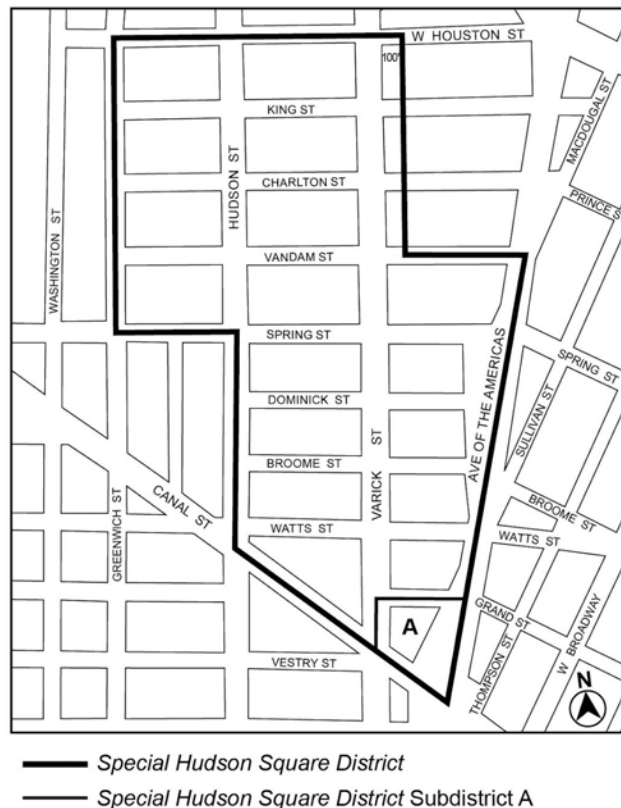 W HOUSTON ST
100'
KING ST
MACDOUGAL ST
HUDSON ST
CHARLTON ST
PRINCE S
WASHINGTON ST
VANDAM ST
SPRING ST
AVE OF THE AMERICAS
SPRING ST
SULLIVAN ST
DOMINICK ST
VARICK ST
BROOME ST
CANAL ST
GREENWICH ST
BROOME ST
WATTS ST
WATTS ST
A
GRAND ST
THOMPSON ST
W BROADWAY
VESTRY ST
N
Special Hudson Square District
Special Hudson Square District Subdistrict A